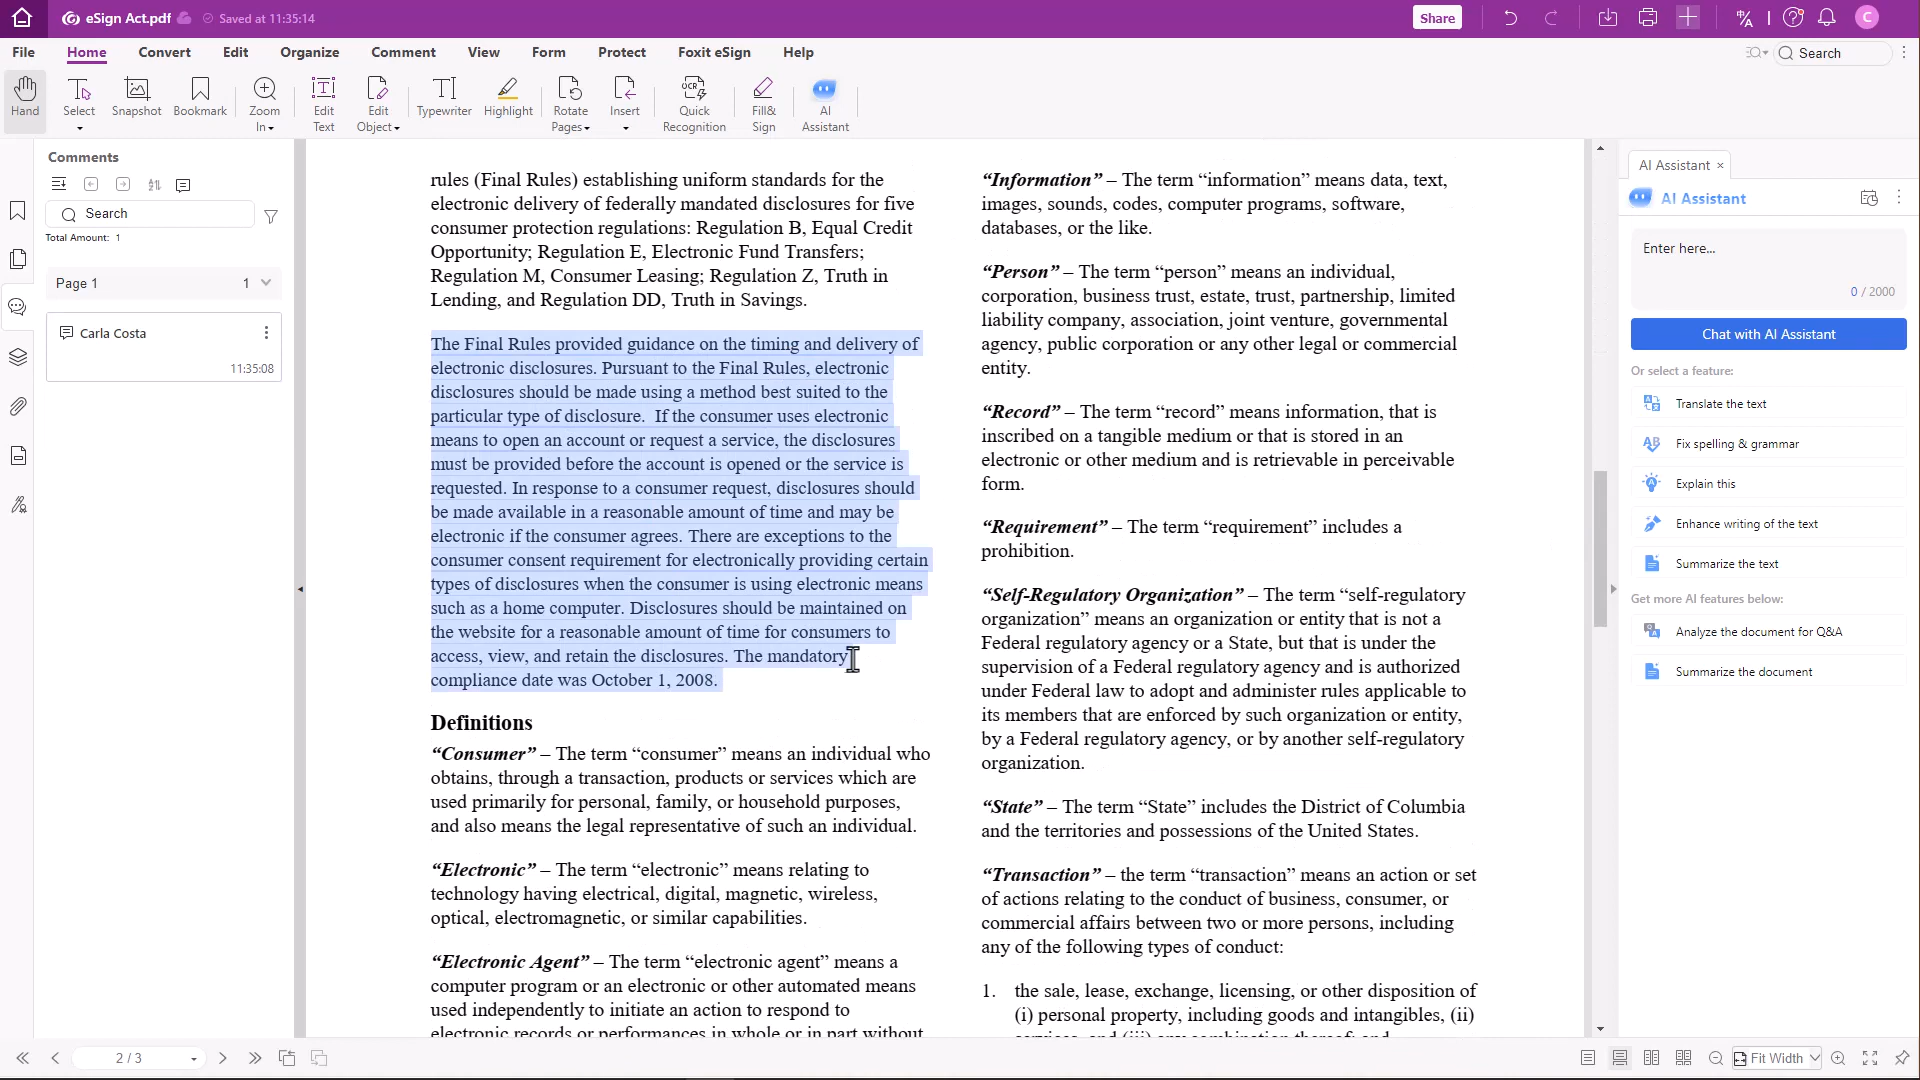 eSign Act.pdf
Saved at 11:35:14
Share
C
File
Home
Convert
Edit
Organize
Comment
View
Form
Protect
Foxit eSign
Help
Search
Hand
Select
Snapshot
Bookmark
Zoom
In
Edit
Text
Edit
Object
Typewriter
Highlight
Rotate
Pages
Insert
OCR
Quick
Recognition
Fill&
Sign
AI
Assistant
Comments
Search
Total Amount: 1
Page 1
1
Carla Costa
11:35:08
rules (Final Rules) establishing uniform standards for the
electronic delivery of federally mandated disclosures for five
consumer protection regulations: Regulation B, Equal Credit
Opportunity; Regulation E, Electronic Fund Transfers;
Regulation M, Consumer Leasing; Regulation Z, Truth in
Lending, and Regulation DD, Truth in Savings.
The Final Rules provided guidance on the timing and delivery of
electronic disclosures. Pursuant to the Final Rules, electronic
disclosures should be made using a method best suited to the
particular type of disclosure.  If the consumer uses electronic
means to open an account or request a service, the disclosures
must be provided before the account is opened or the service is
requested. In response to a consumer request, disclosures should
be made available in a reasonable amount of time and may be
electronic if the consumer agrees. There are exceptions to the
consumer consent requirement for electronically providing certain
types of disclosures when the consumer is using electronic means
such as a home computer. Disclosures should be maintained on
the website for a reasonable amount of time for consumers to
access, view, and retain the disclosures. The mandatory
compliance date was October 1, 2008.
Definitions
“Consumer” – The term “consumer” means an individual who
obtains, through a transaction, products or services which are
used primarily for personal, family, or household purposes,
and also means the legal representative of such an individual.
“Electronic” – The term “electronic” means relating to
technology having electrical, digital, magnetic, wireless,
optical, electromagnetic, or similar capabilities.
“Electronic Agent” – The term “electronic agent” means a
computer program or an electronic or other automated means
used independently to initiate an action to respond to
electronic records or performances in whole or in part without
“Information” – The term “information” means data, text,
images, sounds, codes, computer programs, software,
databases, or the like.
“Person” – The term “person” means an individual,
corporation, business trust, estate, trust, partnership, limited
liability company, association, joint venture, governmental
agency, public corporation or any other legal or commercial
entity.
“Record” – The term “record” means information, that is
inscribed on a tangible medium or that is stored in an
electronic or other medium and is retrievable in perceivable
form.
“Requirement” – The term “requirement” includes a
prohibition.
“Self-Regulatory Organization” – The term “self-regulatory
organization” means an organization or entity that is not a
Federal regulatory agency or a State, but that is under the
supervision of a Federal regulatory agency and is authorized
under Federal law to adopt and administer rules applicable to
its members that are enforced by such organization or entity,
by a Federal regulatory agency, or by another self-regulatory
organization.
“State” – The term “State” includes the District of Columbia
and the territories and possessions of the United States.
“Transaction” – the term “transaction” means an action or set
of actions relating to the conduct of business, consumer, or
commercial affairs between two or more persons, including
any of the following types of conduct:
1. the sale, lease, exchange, licensing, or other disposition of
(i) personal property, including goods and intangibles, (ii)
services, and (iii) any combination thereof; and
AI Assistant
AI Assistant
Enter here...
0 / 2000
Chat with AI Assistant
Or select a feature:
Translate the text
Fix spelling & grammar
Explain this
Enhance writing of the text
Summarize the text
Get more AI features below:
Analyze the document for Q&A
Summarize the document
2 / 3
Fit Width